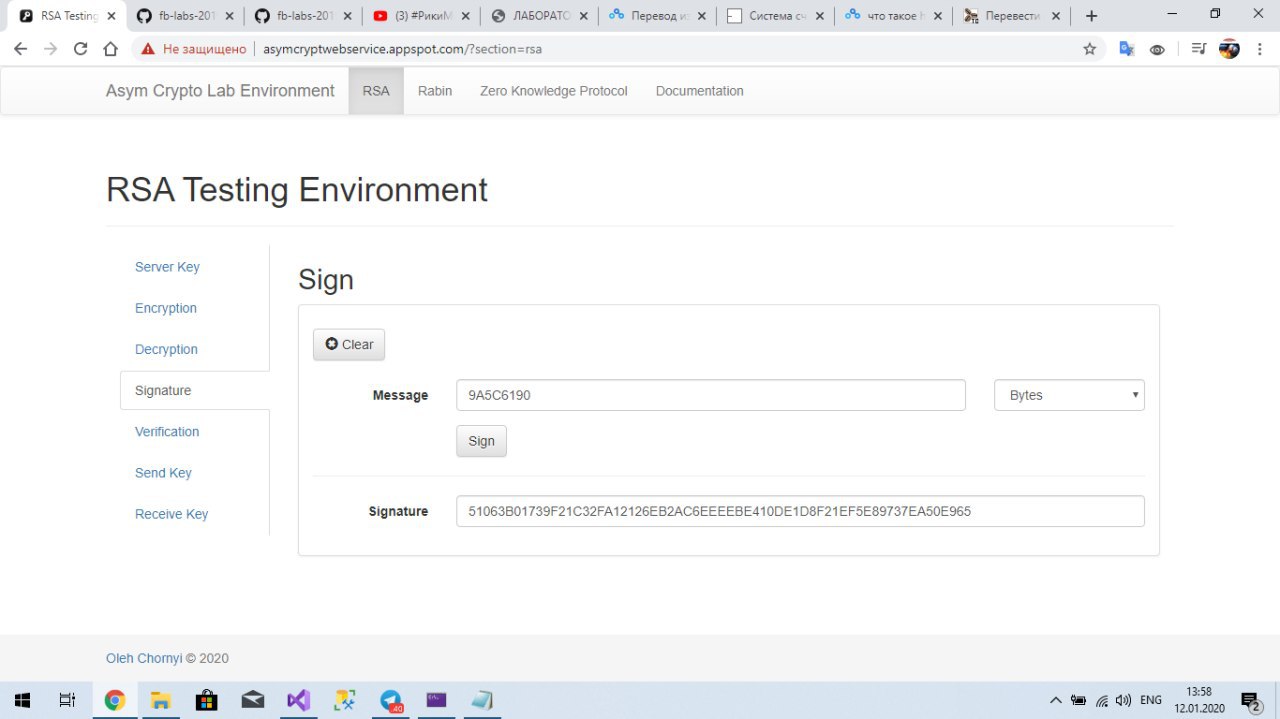 RSA Testing
fb-labs-201
fb-labs-201
(3) #РикиМ
ЛАБОРАТО
Перевод из
Система сч
что такое h
Перевести
Не защищено | asymcryptwebservice.appspot.com/?section=rsa
Asym Crypto Lab Environment RSA Rabin Zero Knowledge Protocol Documentation
RSA Testing Environment
Server Key
Encryption
Decryption
Signature
Verification
Send Key
Receive Key
Sign
Clear
Message 9A5C6190 Bytes
Sign
Signature 51063B01739F21C32FA12126EB2AC6EEEEBE410DE1D8F21EF5E89737EA50E965
Oleh Chornyi © 2020
40
ENG
13:58
12.01.2020
2